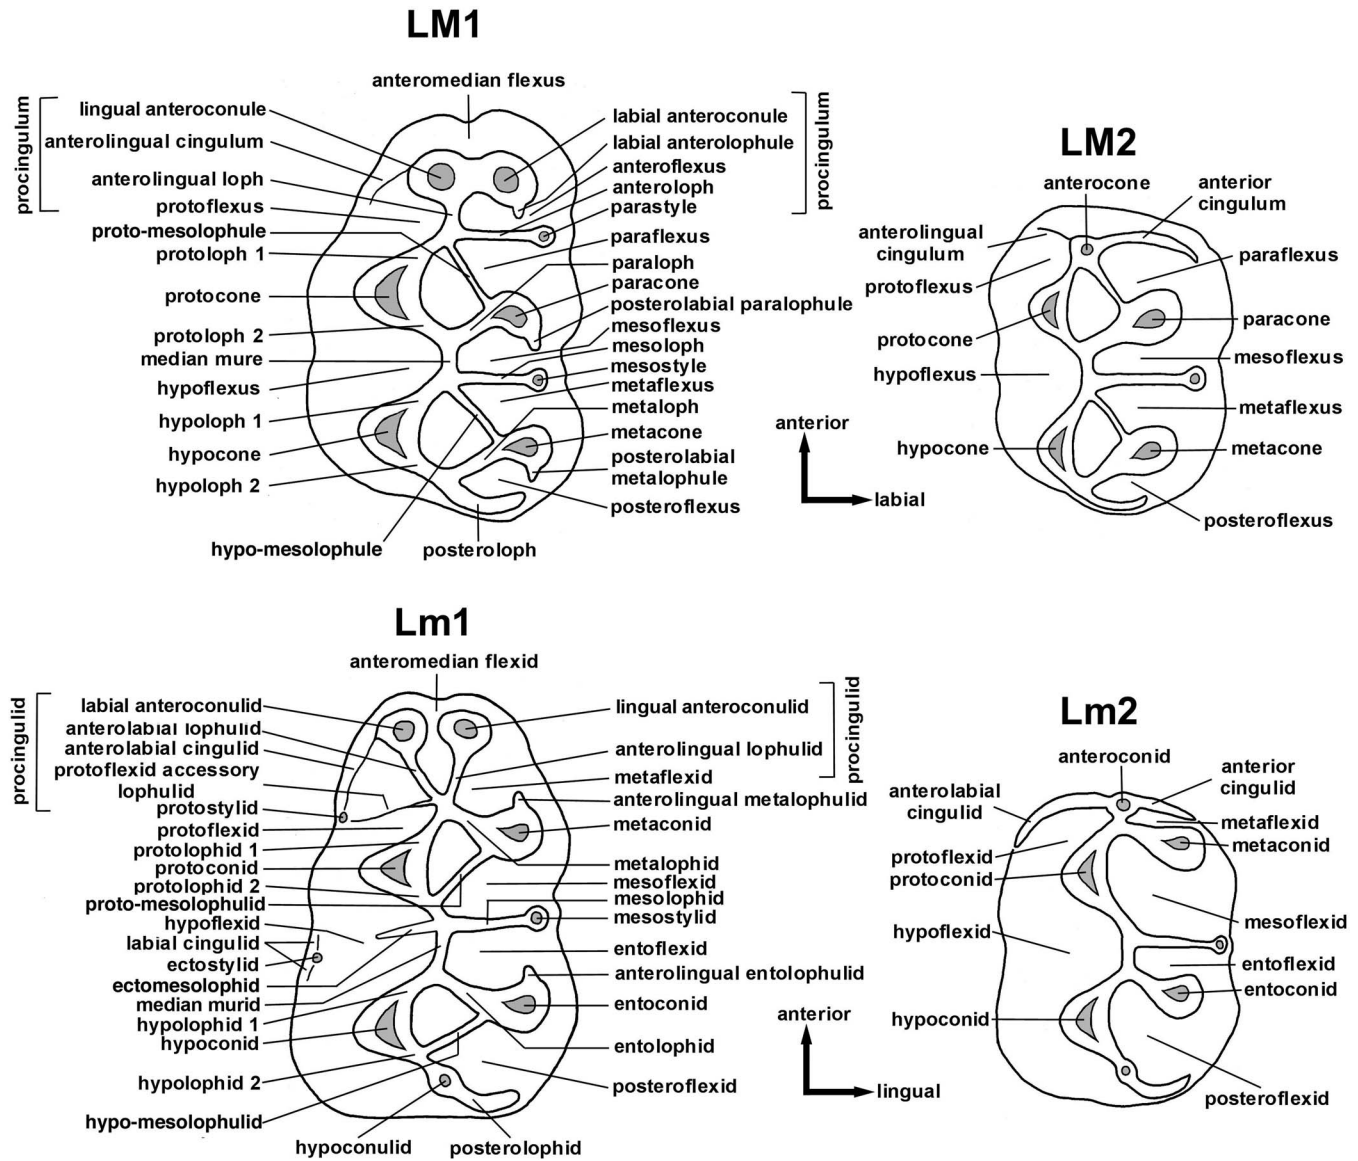 LM1
anteromedian flexus
procingulum
lingual anteroconule
anterolingual cingulum
anterolingual loph
protoflexus
proto-mesolophule
protoloph 1
protocone
protoloph 2
median mure
hypoflexus
hypoloph 1
hypocone
hypoloph 2
hypo-mesolophule
posteroloph
labial anteroconule
labial anterolophule
anteroflexus
anteroloph
parastyle
paraflexus
paraloph
paracone
posterolabial paralophule
mesoflexus
mesoloph
mesostyle
metaflexus
metaloph
metacone
posterolabial
metalophule
posteroflexus
procingulum
anterior
labial
LM2
anterocone
anterior
cingulum
anterolingual
cingulum
protoflexus
protocone
hypoflexus
hypocone
paraflexus
paracone
mesoflexus
metaflexus
metacone
posteroflexus
Lm1
anteromedian flexid
procingulid
labial anteroconulid
anterolabial lophulid
anterolabial cingulid
protoflexid accessory
lophulid
protostylid
protoflexid
protolophid 1
protoconid
protolophid 2
proto-mesolophulid
hypoflexid
labial cingulid
ectostylid
ectomesolophid
median murid
hypolophid 1
hypoconid
hypolophid 2
hypo-mesolophulid
hypoconulid
posterolophid
lingual anteroconulid
anterolingual lophulid
metaflexid
anterolingual metalophulid
metaconid
metalophid
mesoflexid
mesolophid
mesostylid
entoflexid
anterolingual entolophulid
entoconid
entolophid
posteroflexid
procingulid
anterior
lingual
Lm2
anteroconid
anterior
cingulid
anterolabial
cingulid
protoflexid
protoconid
hypoflexid
hypoconid
metaflexid
metaconid
mesoflexid
entoflexid
entoconid
posteroflexid